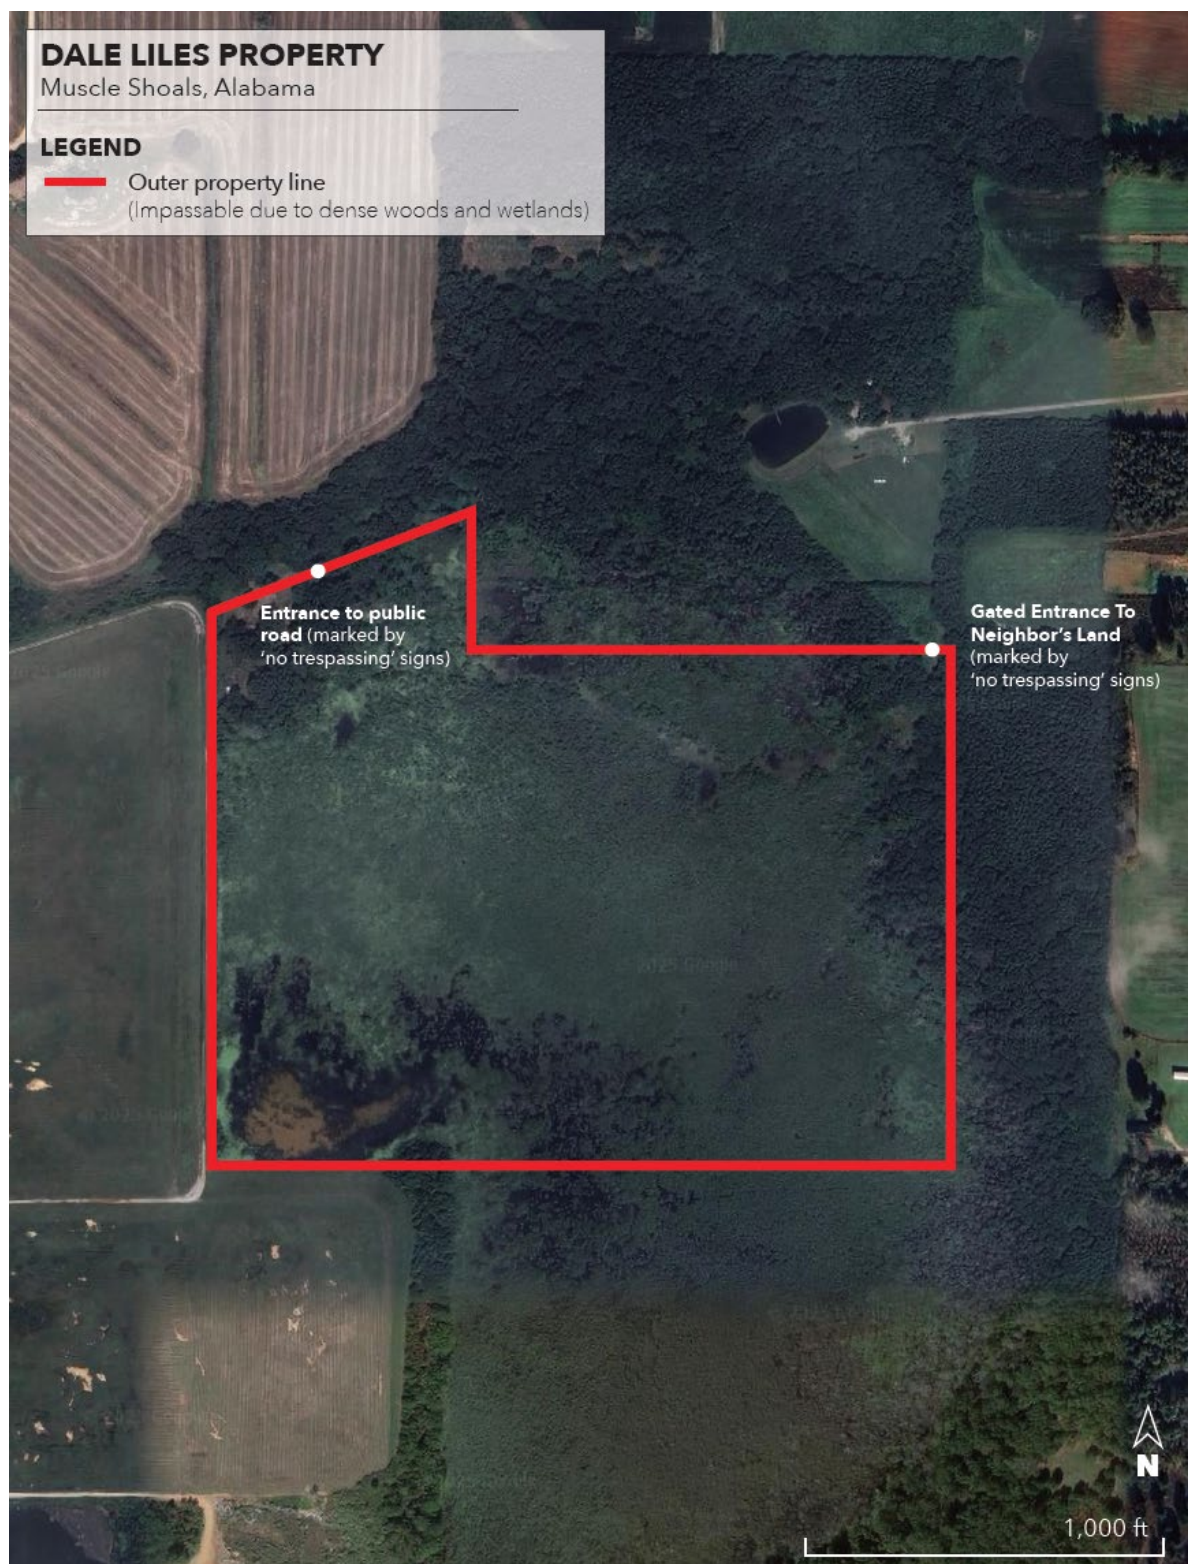 DALE LILES PROPERTY
Muscle Shoals, Alabama
LEGEND
Outer property line
(Impassable due to dense woods and wetlands)
Entrance to public
road (marked by
‘no trespassing’ signs)
Gated Entrance To
Neighbor’s Land
(marked by
‘no trespassing’ signs)
N
1,000 ft